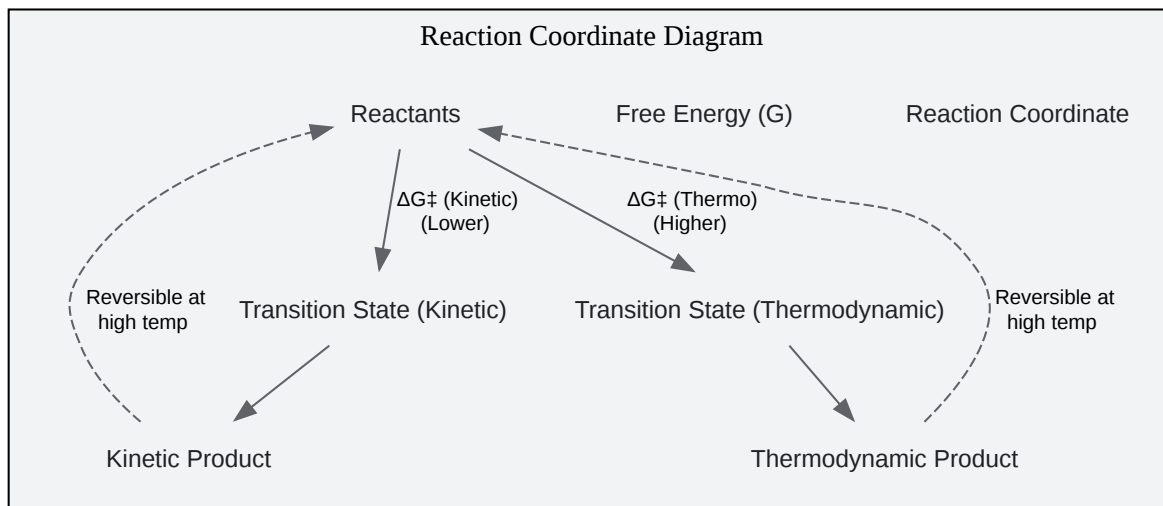 Reaction Coordinate Diagram
Reactants
Free Energy (G)
Reaction Coordinate
ΔG‡ (Kinetic)
(Lower)
ΔG‡ (Thermo)
(Higher)
Reversible at
high temp
Transition State (Kinetic)
Transition State (Thermodynamic)
Reversible at
high temp
Kinetic Product
Thermodynamic Product